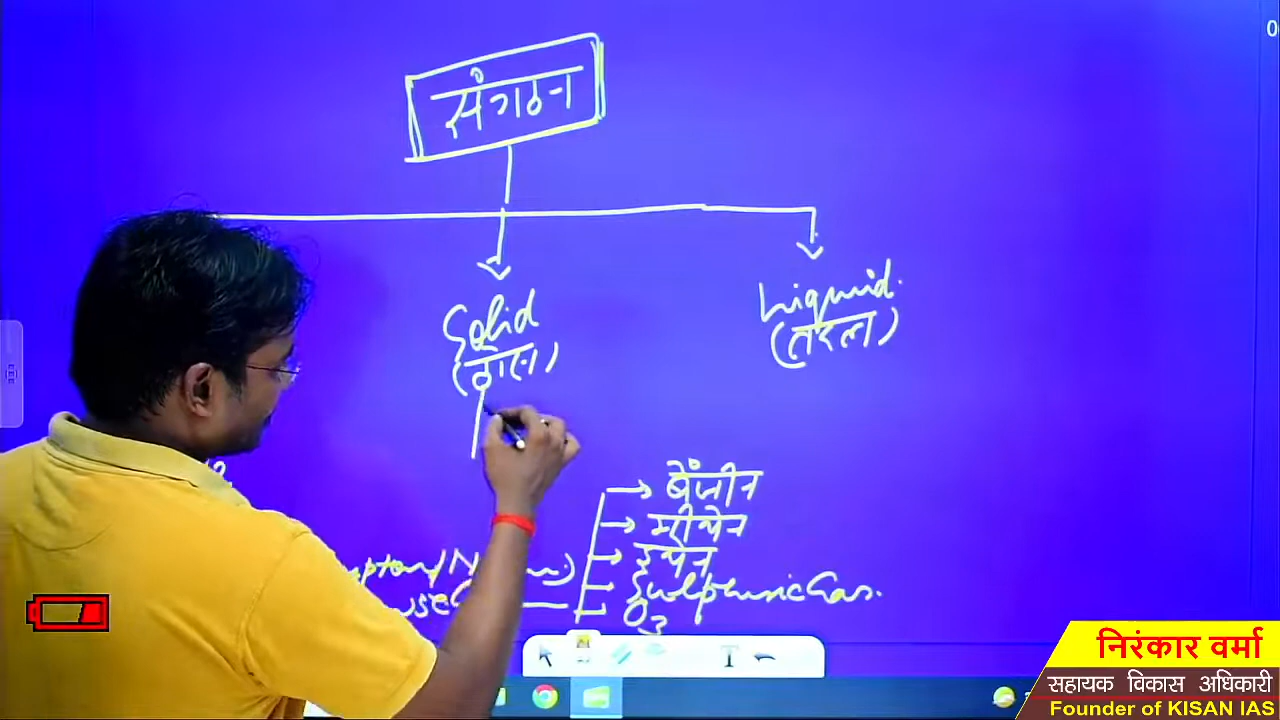 संगठन
Solid
(ठोस)
Liquid
(तरल)
बेंजीन
मीथेन
इथेन
Sulphuric Gas.
O3
निरंकार वर्मा
सहायक विकास अधिकारी
Founder of KISAN IAS